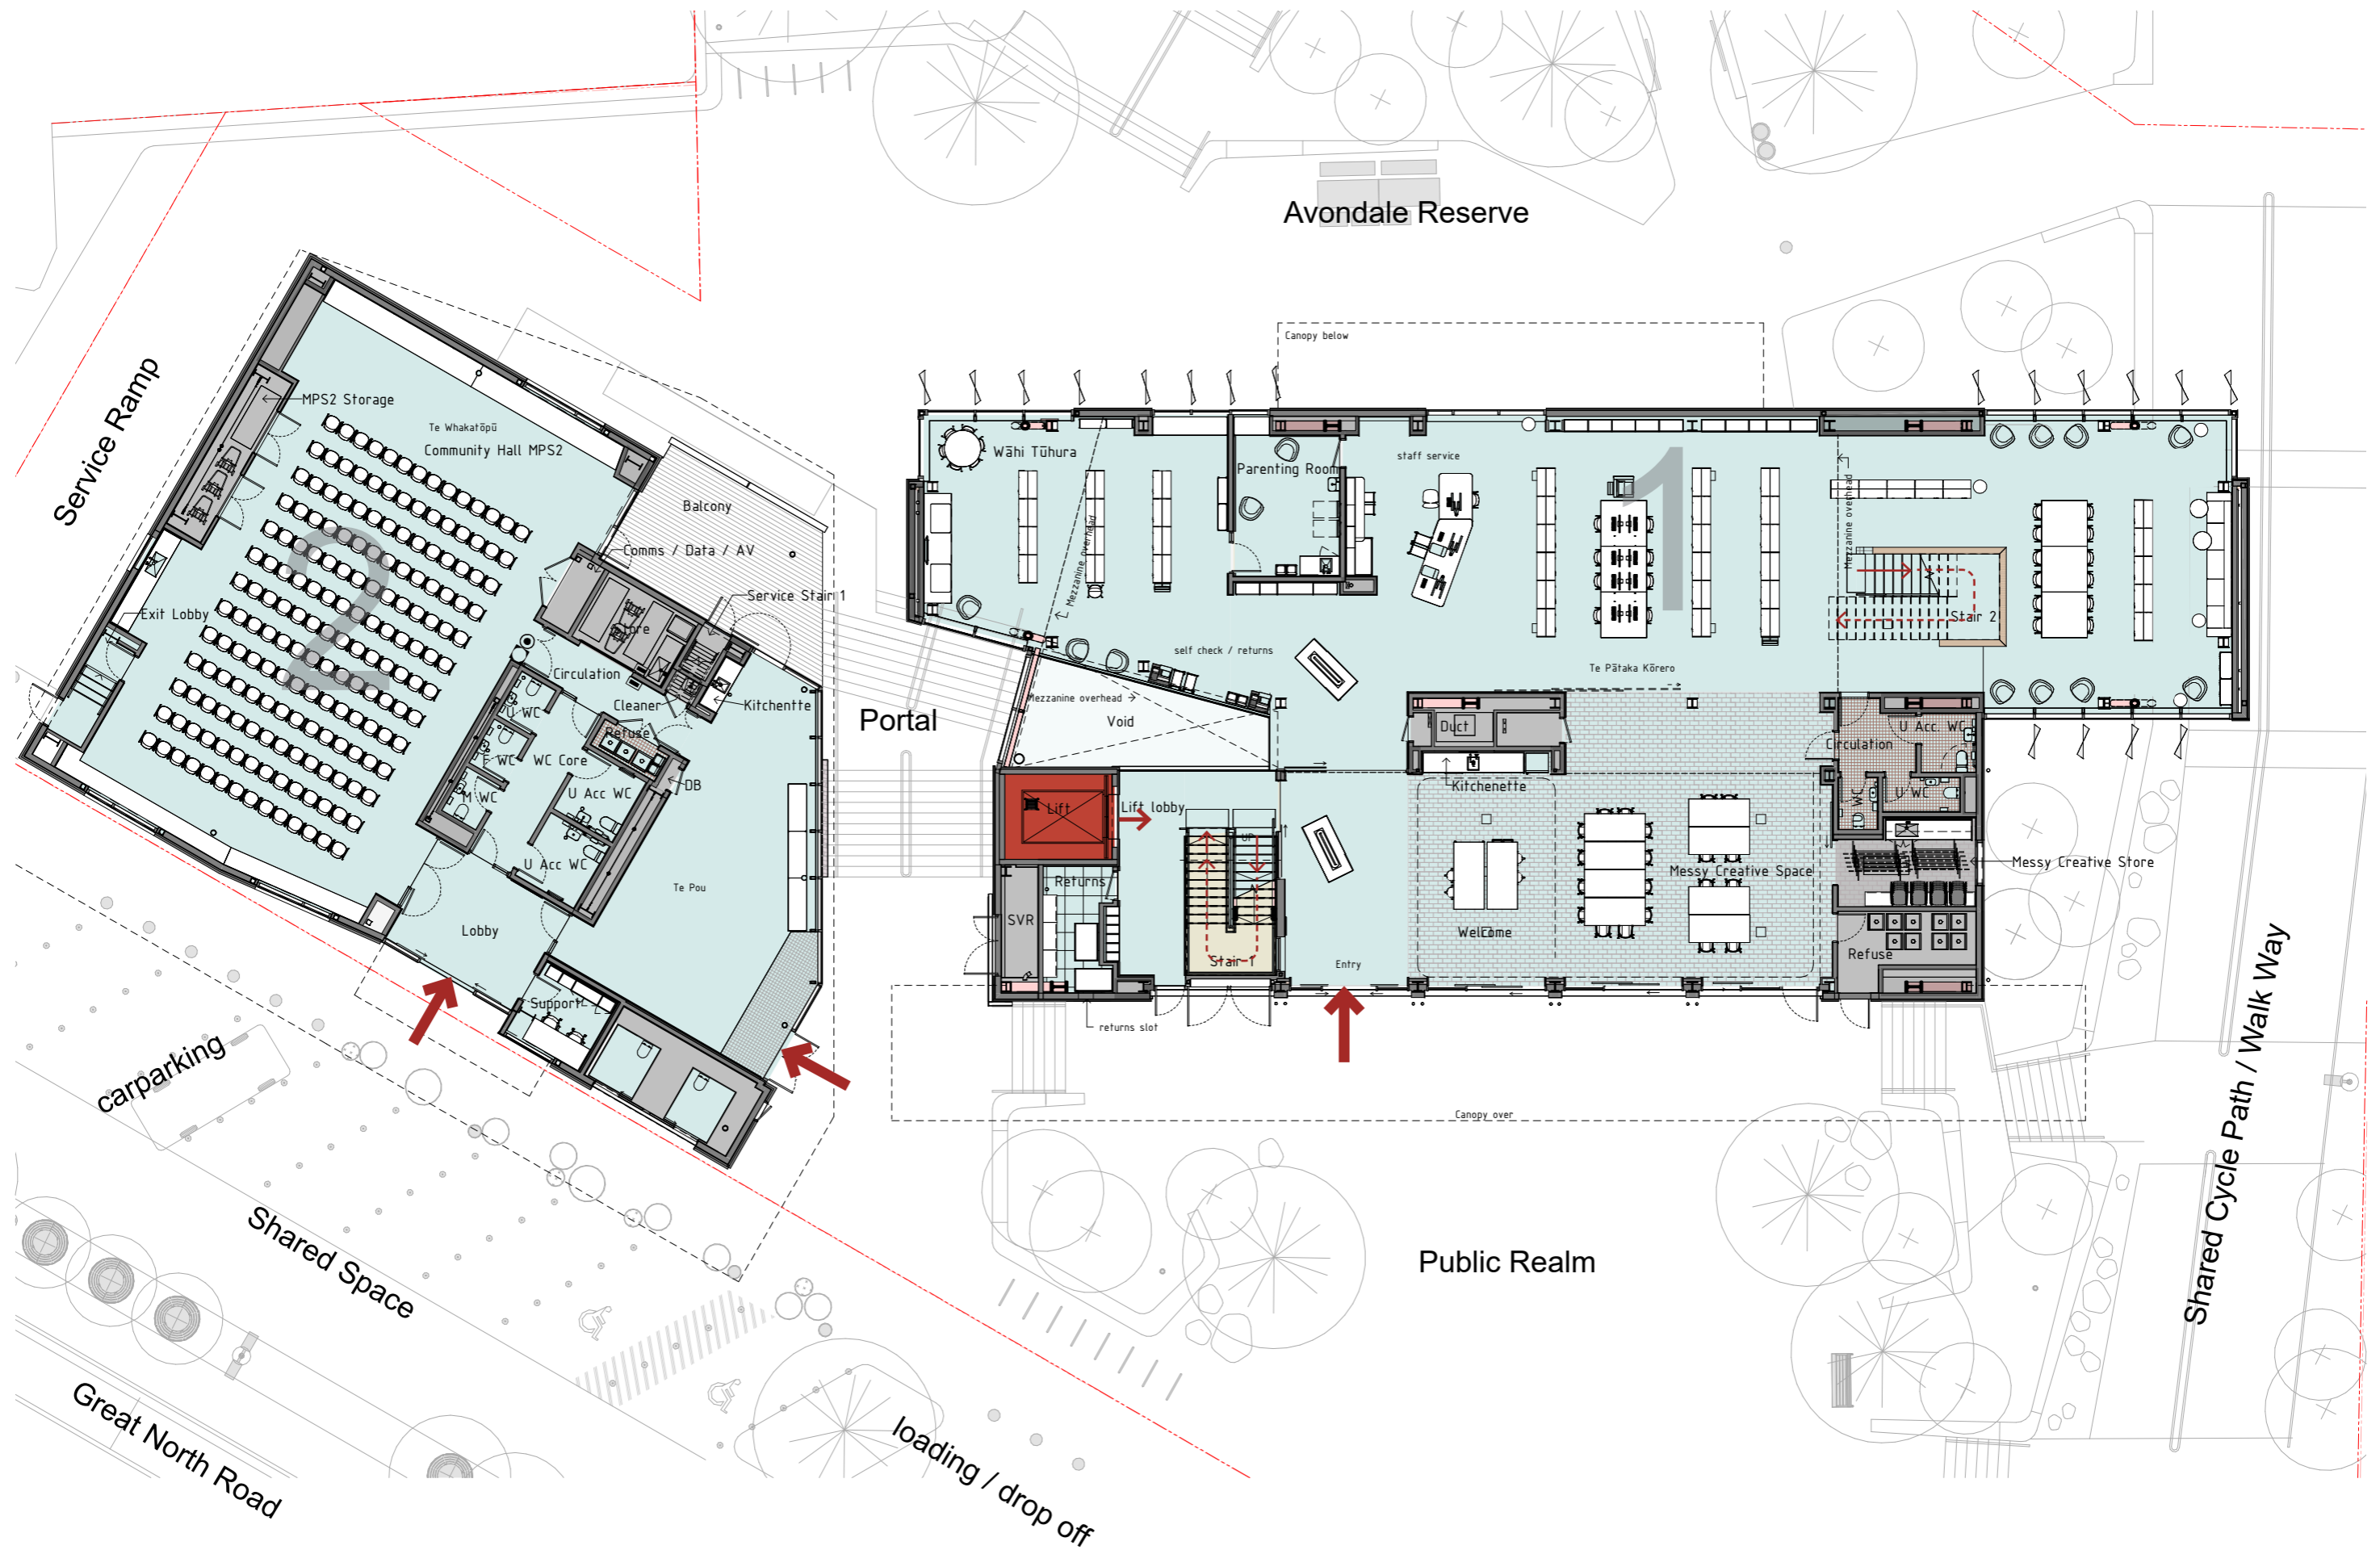 Avondale Reserve
Canopy below
Service Ramp
MPS2 Storage
Te Whakatōpū
Community Hall MPS2
Wāhi Tūhura
Parenting Room
staff service
1
Mezzanine overhead
Mezzanine overhead
Balcony
Comms / Data / AV
Service Stair 1
Store
2
Exit Lobby
Stair 2
self check / returns
Te Pātaka Kōrero
Circulation
Cleaner
Kitchentte
Mezzanine overhead
Void
Portal
U WC
Refuse
WC
WC Core
DB
M WC
U Acc WC
U Acc WC
Duct
Kitchenette
Circulation
U Acc. WC
WC
U WC
Lift
Lift lobby
UP
Te Pou
Returns
SVR
Messy Creative Space
Messy Creative Store
Lobby
Welcome
Refuse
Stair 1
Entry
Support
returns slot
carparking
Canopy over
Shared Space
Public Realm
Shared Cycle Path / Walk Way
Great North Road
loading / drop off